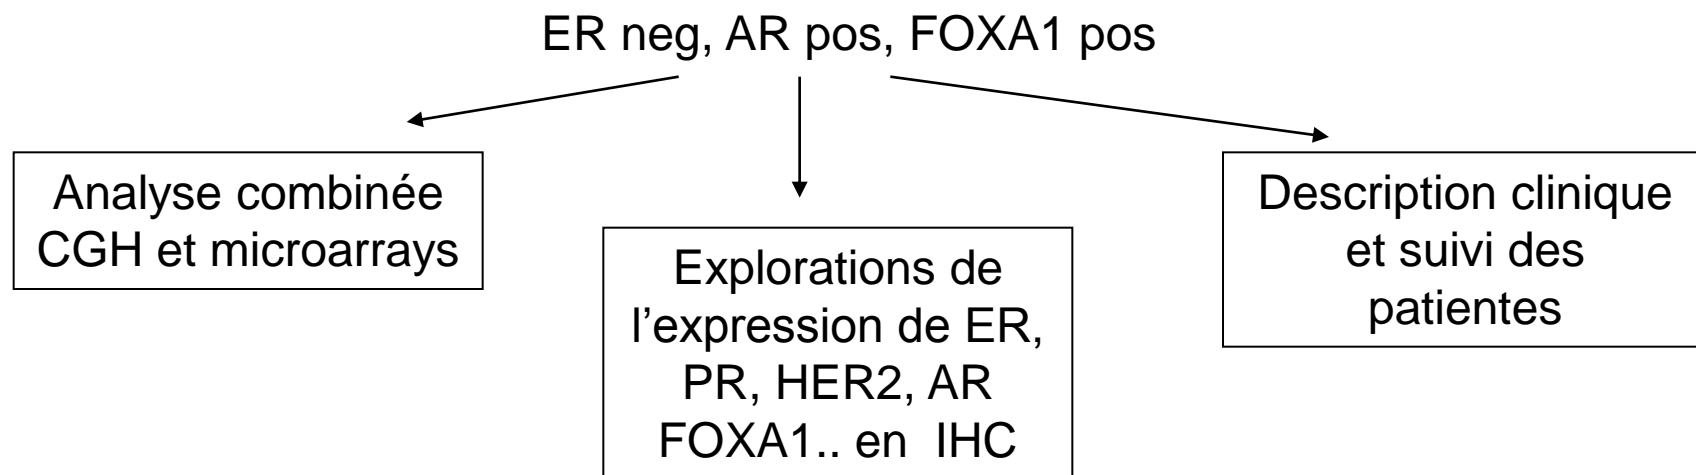 ER neg, AR pos, FOXA1 pos
Analyse combinée
CGH et microarrays
Explorations de
l’expression de ER,
PR, HER2, AR
FOXA1.. en IHC
Description clinique
et suivi des
patientes